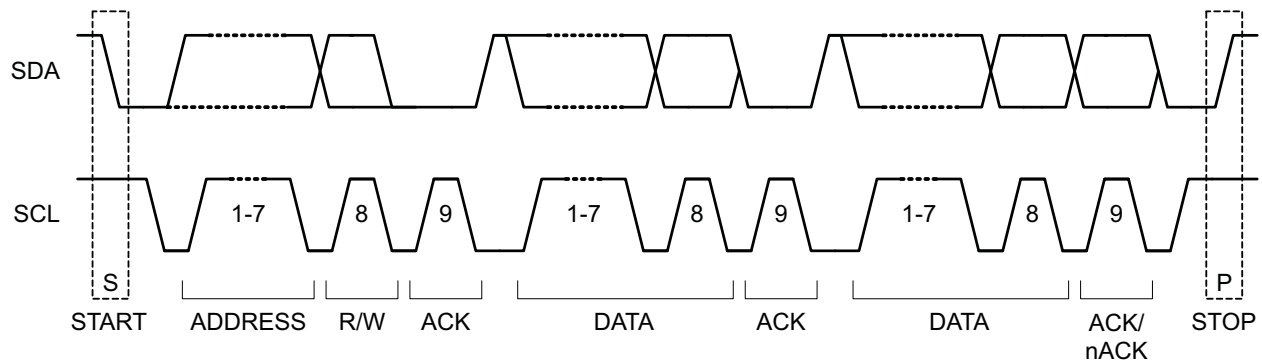 SDA
SCL
1-7
8
9
1-7
8
9
1-7
8
9
S
P
START
ADDRESS
R/W
ACK
DATA
ACK
DATA
ACK/
nACK
STOP